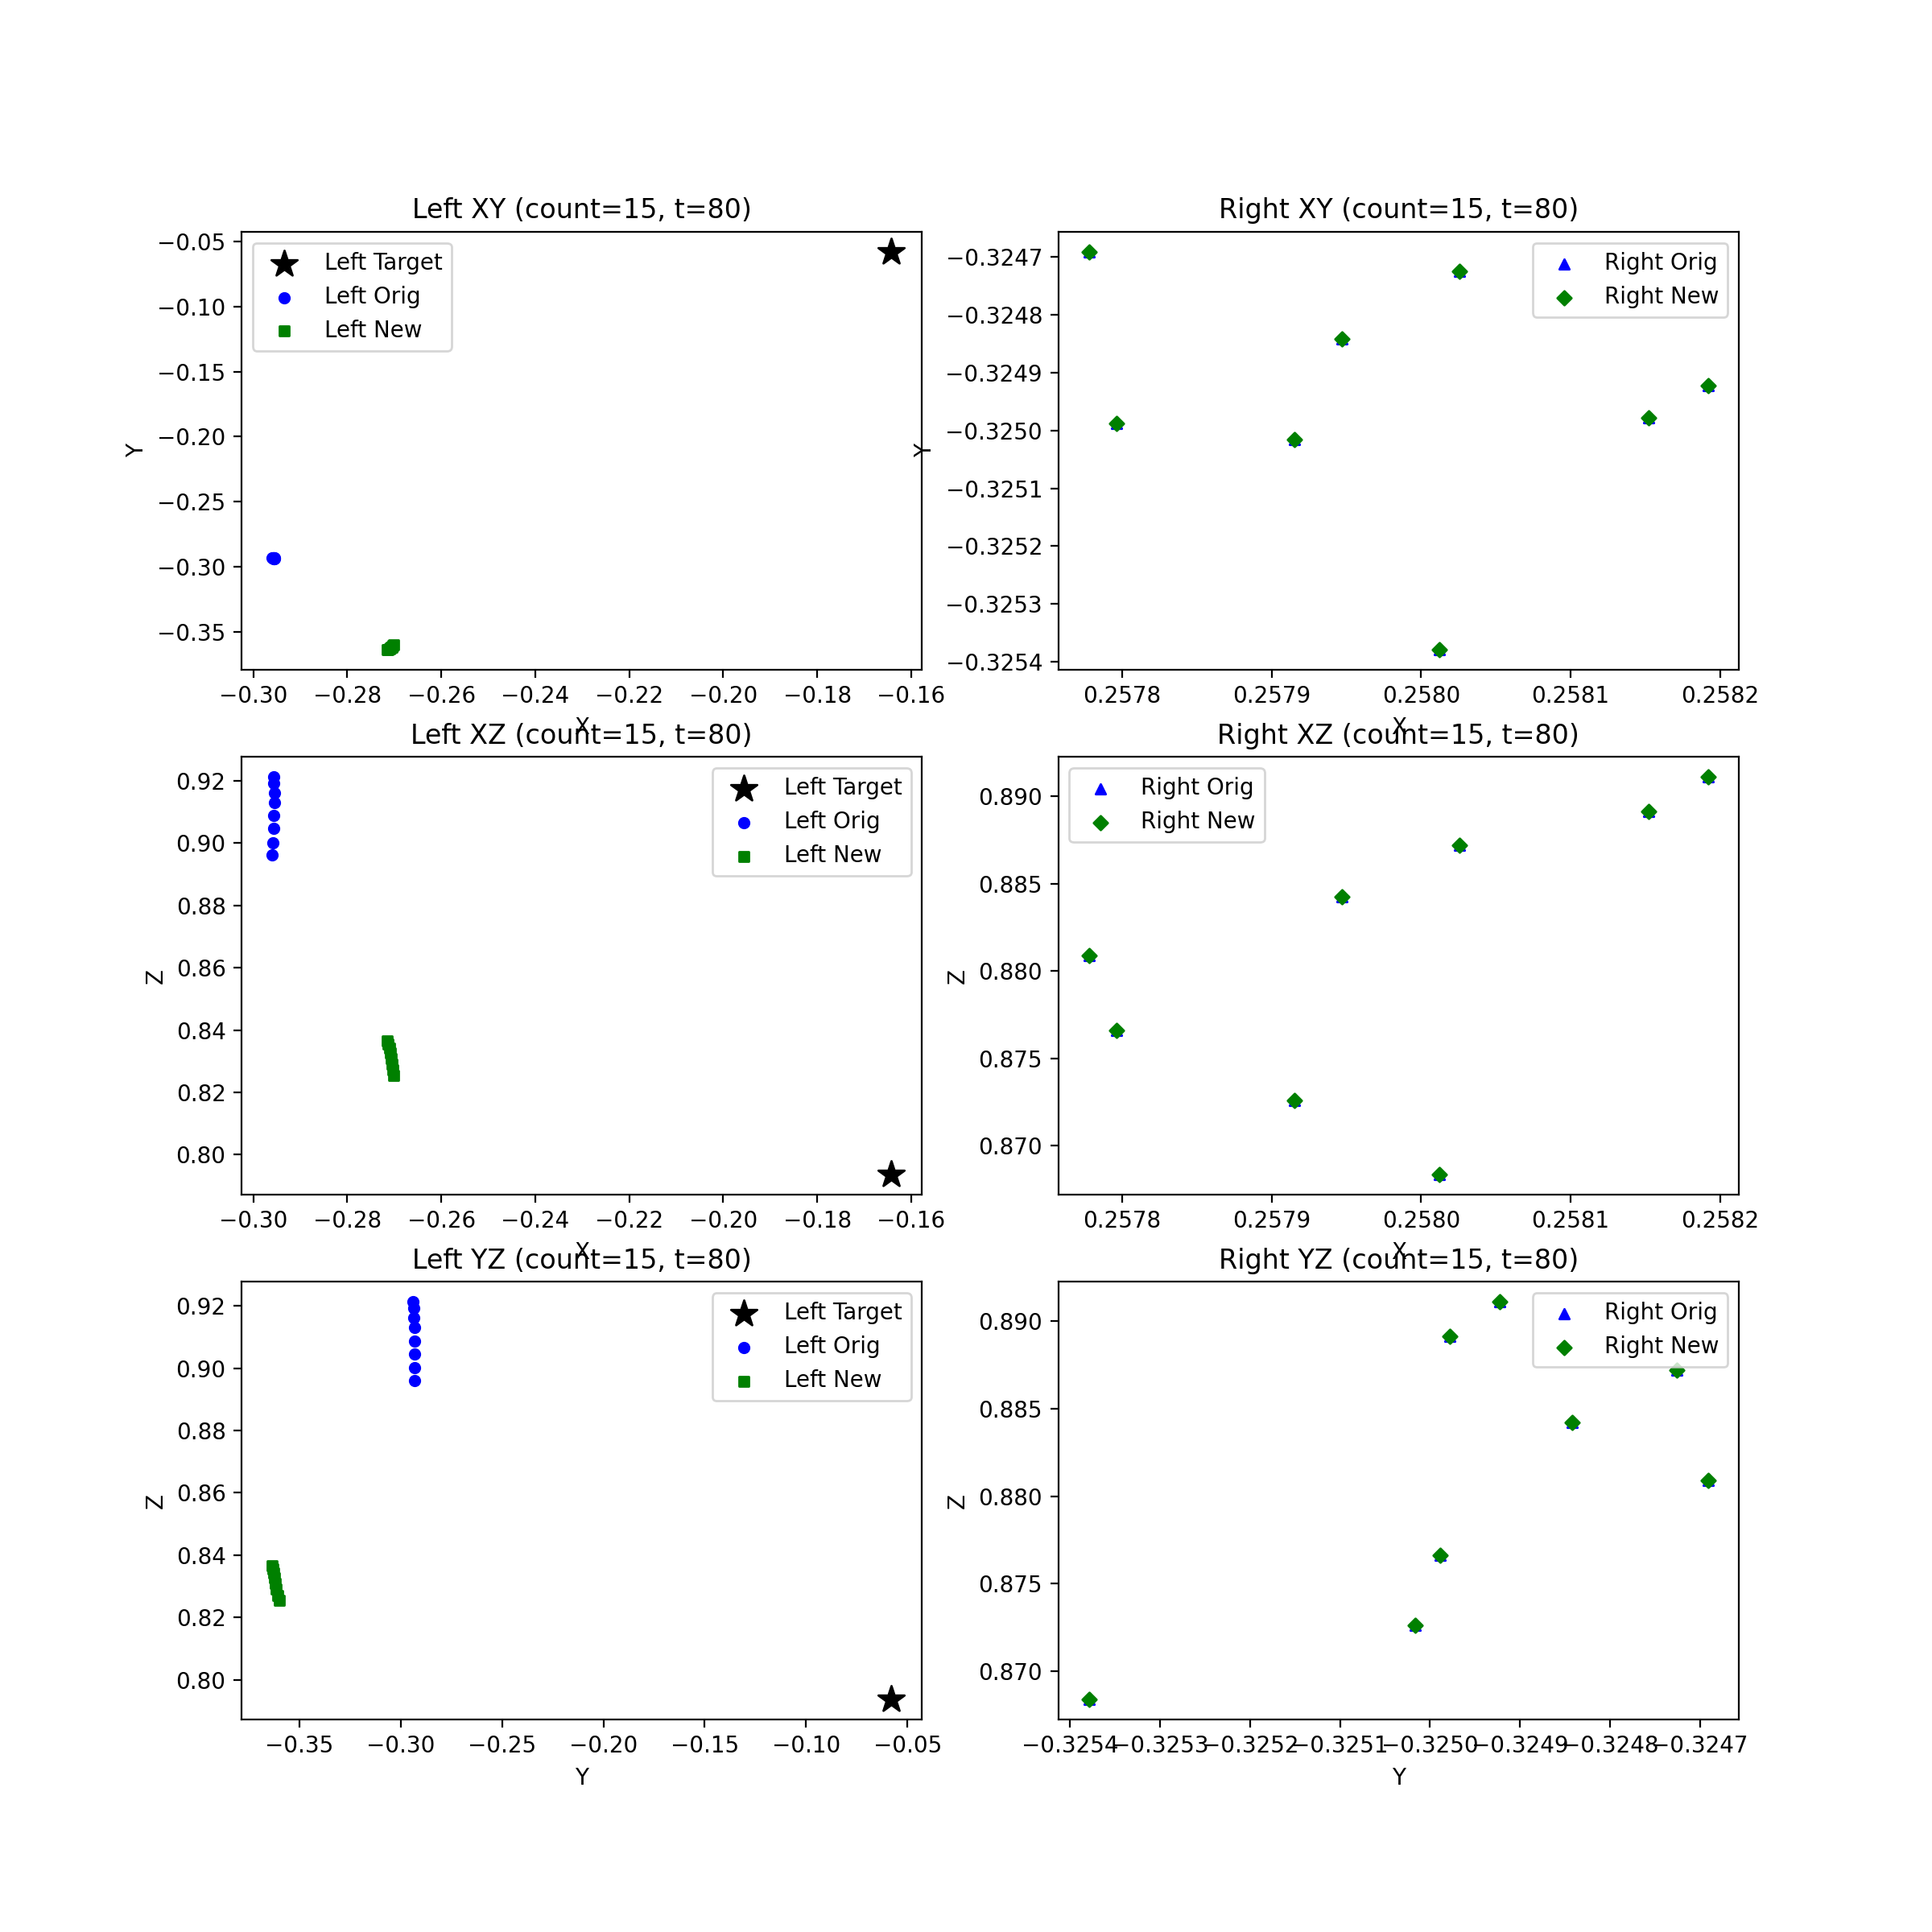 Left XY (count=15, t=80)
−0.05
−0.10
−0.15
−0.20
−0.25
−0.30
−0.35
Y
Left Target
Left Orig
Left New
−0.30 −0.28 −0.26 −0.24 −0.22 −0.20 −0.18 −0.16
X
Right XY (count=15, t=80)
−0.3247
−0.3248
−0.3249
−0.3250
−0.3251
−0.3252
−0.3253
−0.3254
Y
Right Orig
Right New
0.2578 0.2579 0.2580 0.2581 0.2582
X
Left XZ (count=15, t=80)
0.92
0.90
0.88
0.86
0.84
0.82
0.80
Z
Left Target
Left Orig
Left New
−0.30 −0.28 −0.26 −0.24 −0.22 −0.20 −0.18 −0.16
X
Right XZ (count=15, t=80)
0.890
0.885
0.880
0.875
0.870
Z
Right Orig
Right New
0.2578 0.2579 0.2580 0.2581 0.2582
X
Left YZ (count=15, t=80)
0.92
0.90
0.88
0.86
0.84
0.82
0.80
Z
Left Target
Left Orig
Left New
−0.35 −0.30 −0.25 −0.20 −0.15 −0.10 −0.05
Y
Right YZ (count=15, t=80)
0.890
0.885
0.880
0.875
0.870
Z
Right Orig
Right New
−0.3254 −0.3253 −0.3252 −0.3251 −0.3250 −0.3249 −0.3248 −0.3247
Y